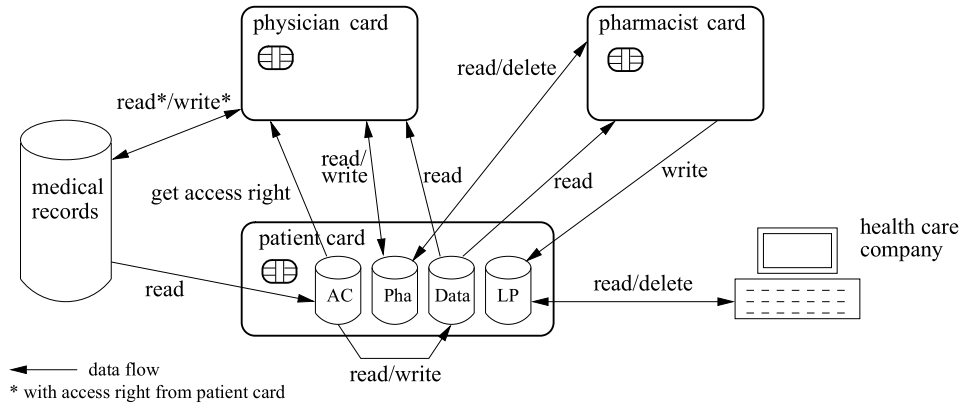 physician card
pharmacist card
read/delete
read*/write*
medical
records
read/
write
read
read
write
get access right
patient card
health care
company
AC
Pha
Data
LP
read
read/delete
read/write
data flow
* with access right from patient card